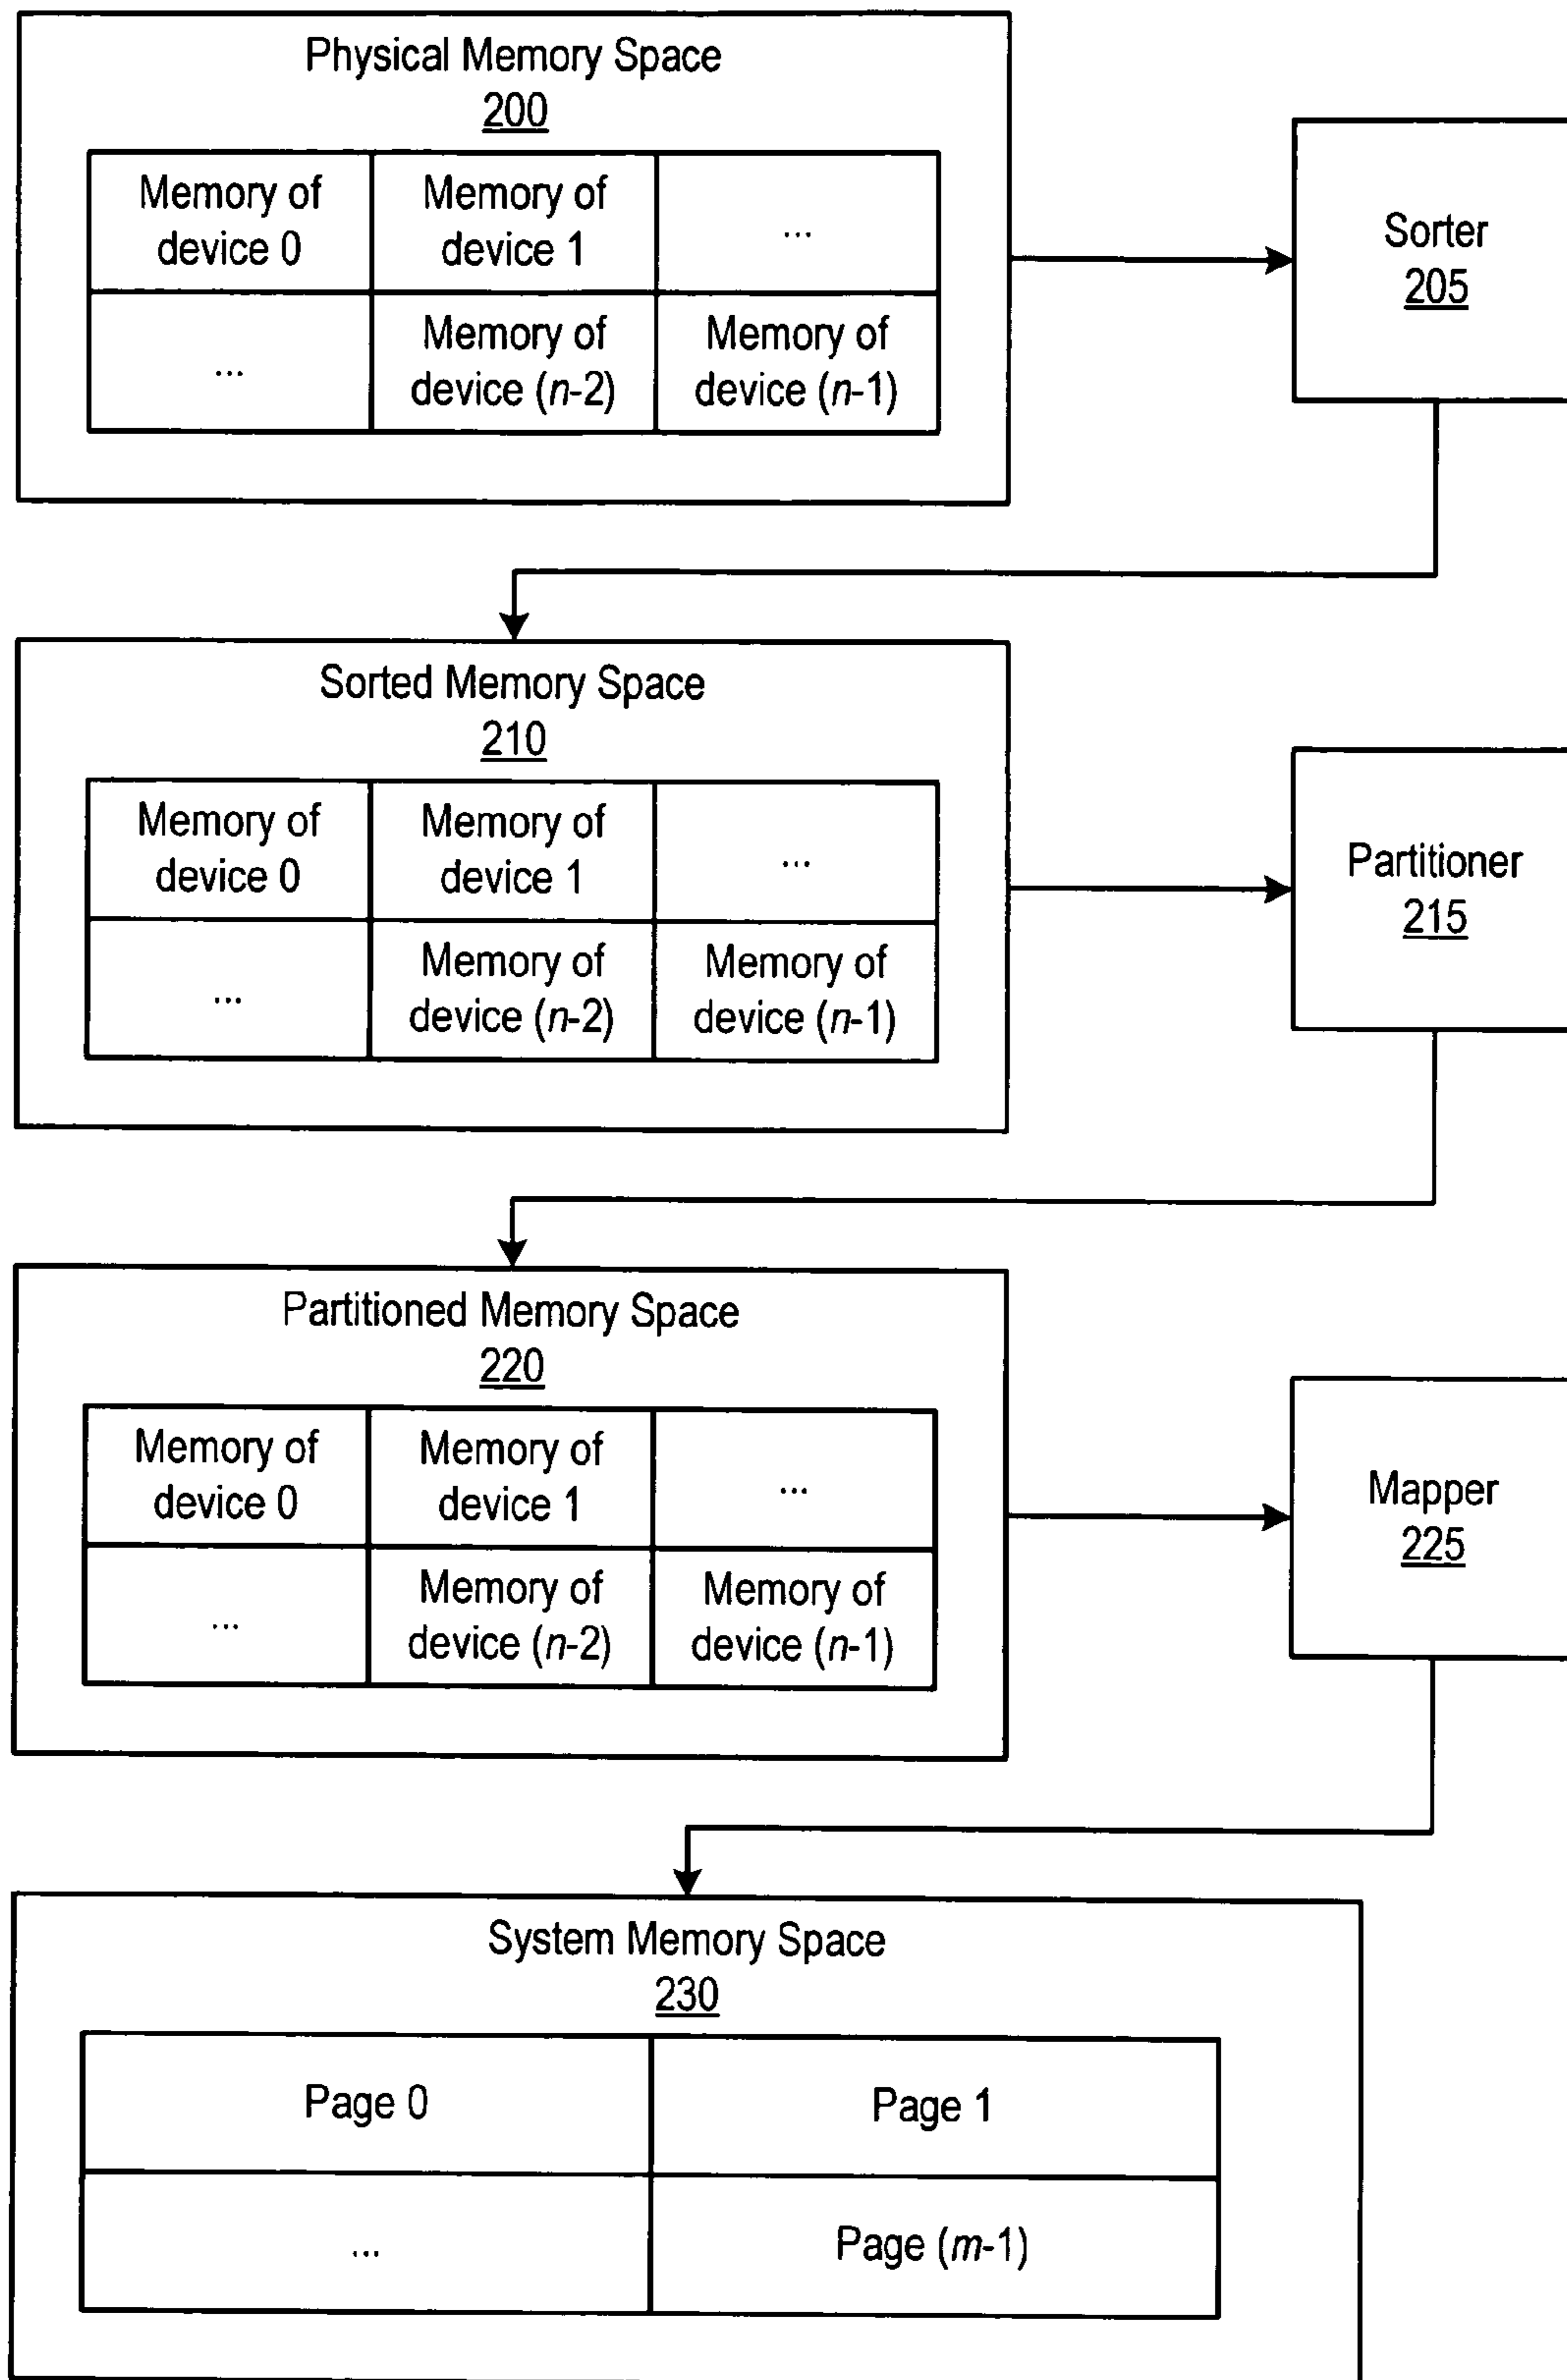 Physical Memory Space
200
Memory of
device 0
Memory of
device 1
...
...
Memory of
device (n-2)
Memory of
device (n-1)
Sorter
205
Sorted Memory Space
210
Memory of
device 0
Memory of
device 1
...
...
Memory of
device (n-2)
Memory of
device (n-1)
Partitioner
215
Partitioned Memory Space
220
Memory of
device 0
Memory of
device 1
...
...
Memory of
device (n-2)
Memory of
device (n-1)
Mapper
225
System Memory Space
230
Page 0
Page 1
...
Page (m-1)